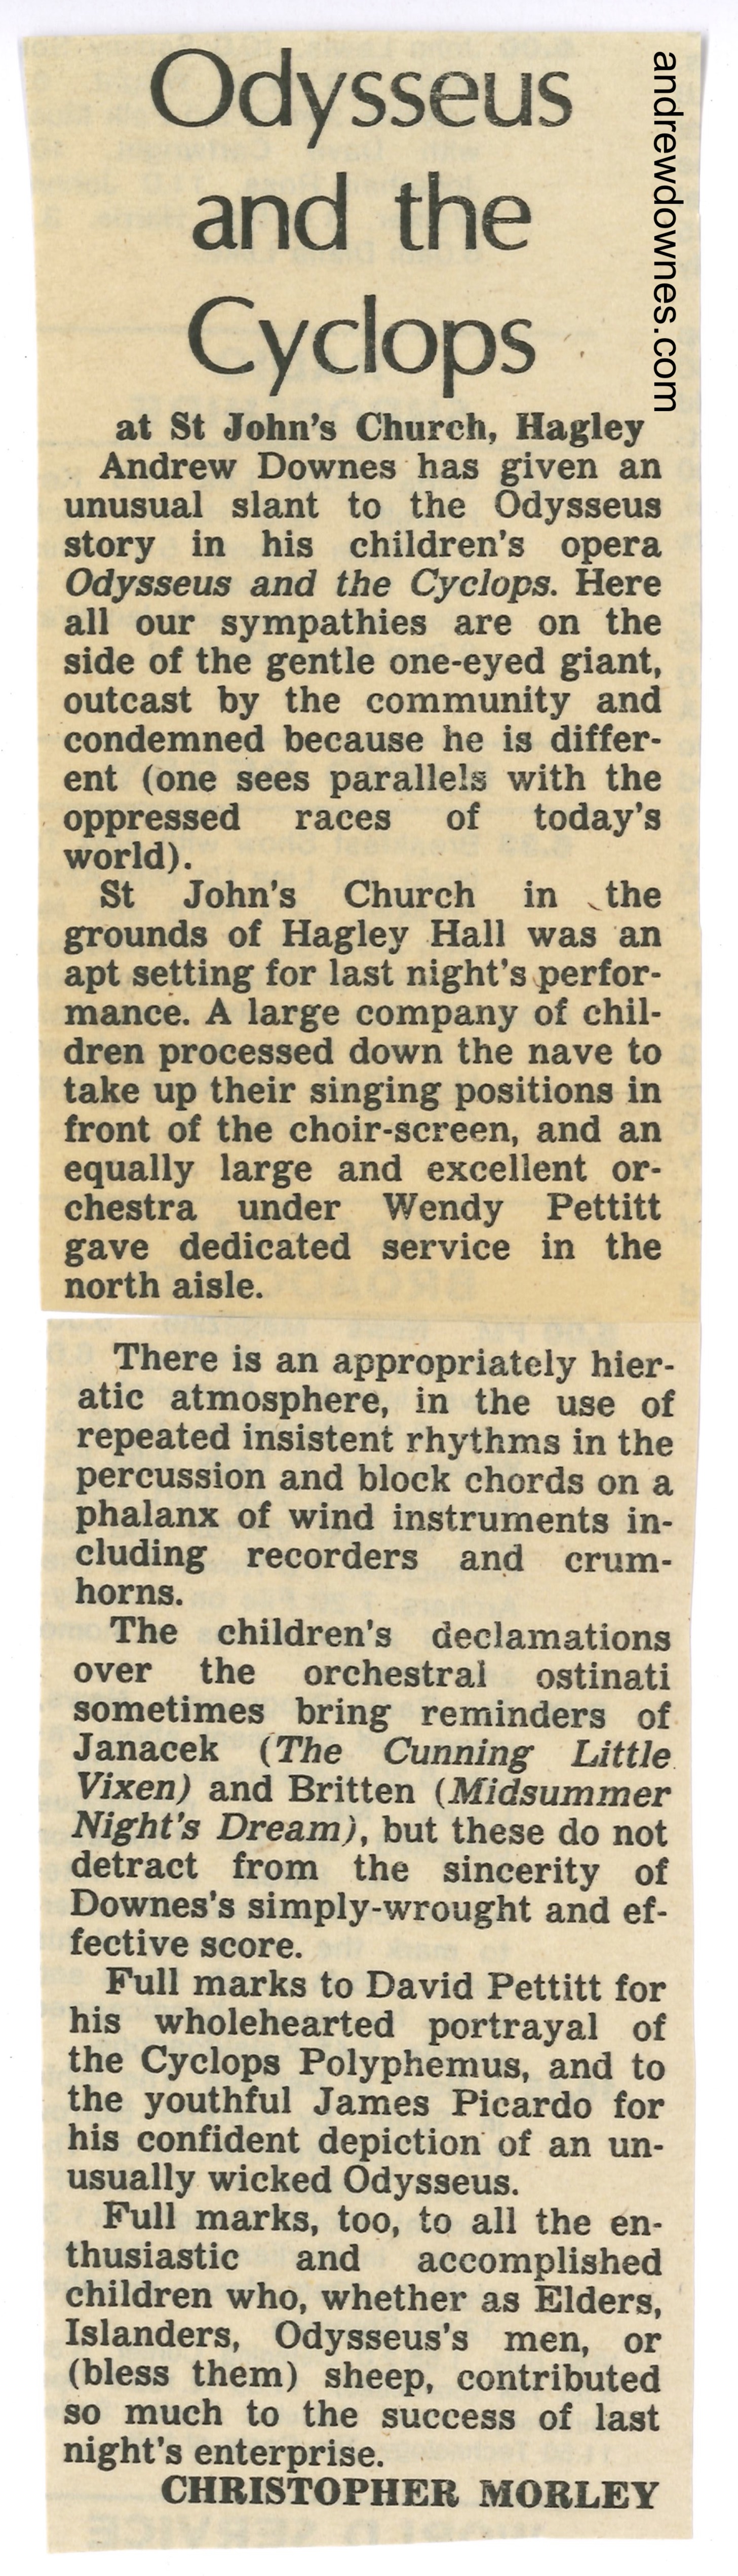 Odysseus
and the
Cyclops
andrewdownes.com
at St John's Church, Hagley
Andrew Downes has given an
unusual slant to the Odysseus
story in his children's opera
Odysseus and the Cyclops. Here
all our sympathies are on the
side of the gentle one-eyed giant,
outcast by the community and
condemned because he is differ-
ent (one sees parallels with the
oppressed races of today's
world).
St John's Church in the
grounds of Hagley Hall was an
apt setting for last night's perfor-
mance. A large company of chil-
dren processed down the nave to
take up their singing positions in
front of the choir-screen, and an
equally large and excellent or-
chestra under Wendy Pettitt
gave dedicated service in the
north aisle.
There is an appropriately hier-
atic atmosphere, in the use of
repeated insistent rhythms in the
percussion and block chords on a
phalanx of wind instruments in-
cluding recorders and crum-
horns.
The children's declamations
over the orchestral ostinati
sometimes bring reminders of
Janacek (The Cunning Little
Vixen) and Britten (Midsummer
Night's Dream), but these do not
detract from the sincerity of
Downes's simply-wrought and ef-
fective score.
Full marks to David Pettitt for
his wholehearted portrayal of
the Cyclops Polyphemus, and to
the youthful James Picardo for
his confident depiction of an un-
usually wicked Odysseus.
Full marks, too, to all the en-
thusiastic and accomplished
children who, whether as Elders,
Islanders, Odysseus's men, or
(bless them) sheep, contributed
so much to the success of last
night's enterprise.
CHRISTOPHER MORLEY